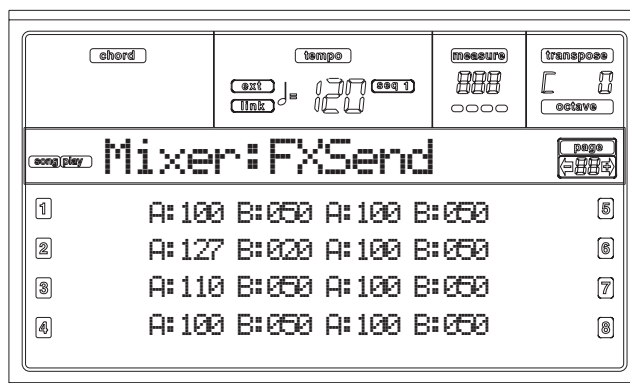 chord
tempo
measure
transpose
ext
link
♩= 120
seq 1
888
C 0
octave
song play
Mixer:FXSend
page
-88+
1 A:100 B:050 A:100 B:050 5
2 A:127 B:020 A:100 B:050 6
3 A:110 B:050 A:100 B:050 7
4 A:100 B:050 A:100 B:050 8